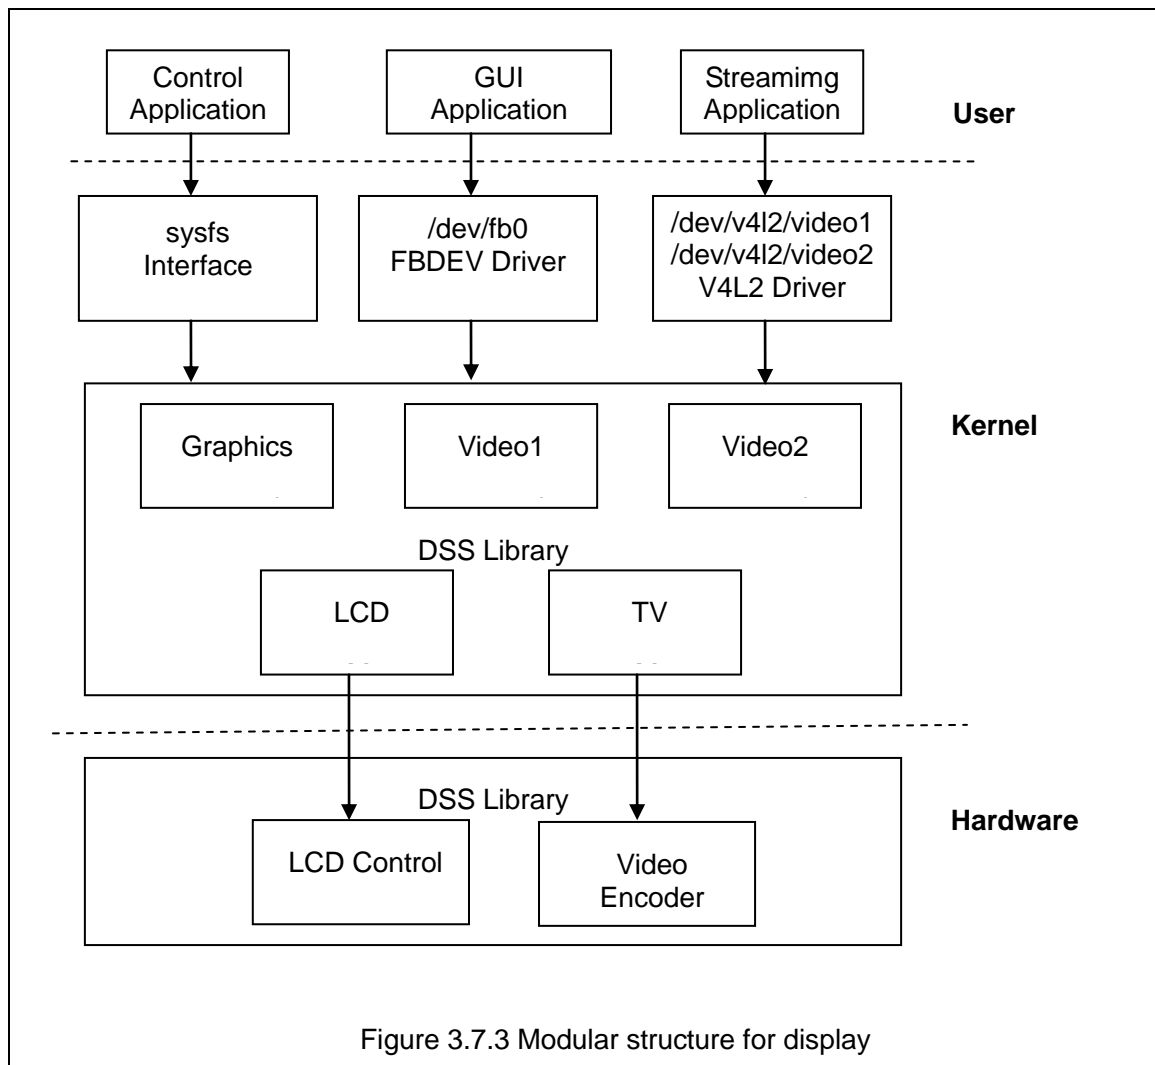 Control
Application
GUI
Application
Streamimg
Application
User
sysfs
Interface
/dev/fb0
FBDEV Driver
/dev/v4l2/video1
/dev/v4l2/video2
V4L2 Driver
Graphics
Video1
Video2
Kernel
DSS Library
LCD
TV
DSS Library
LCD Control
Video
Encoder
Hardware
Figure 3.7.3 Modular structure for display